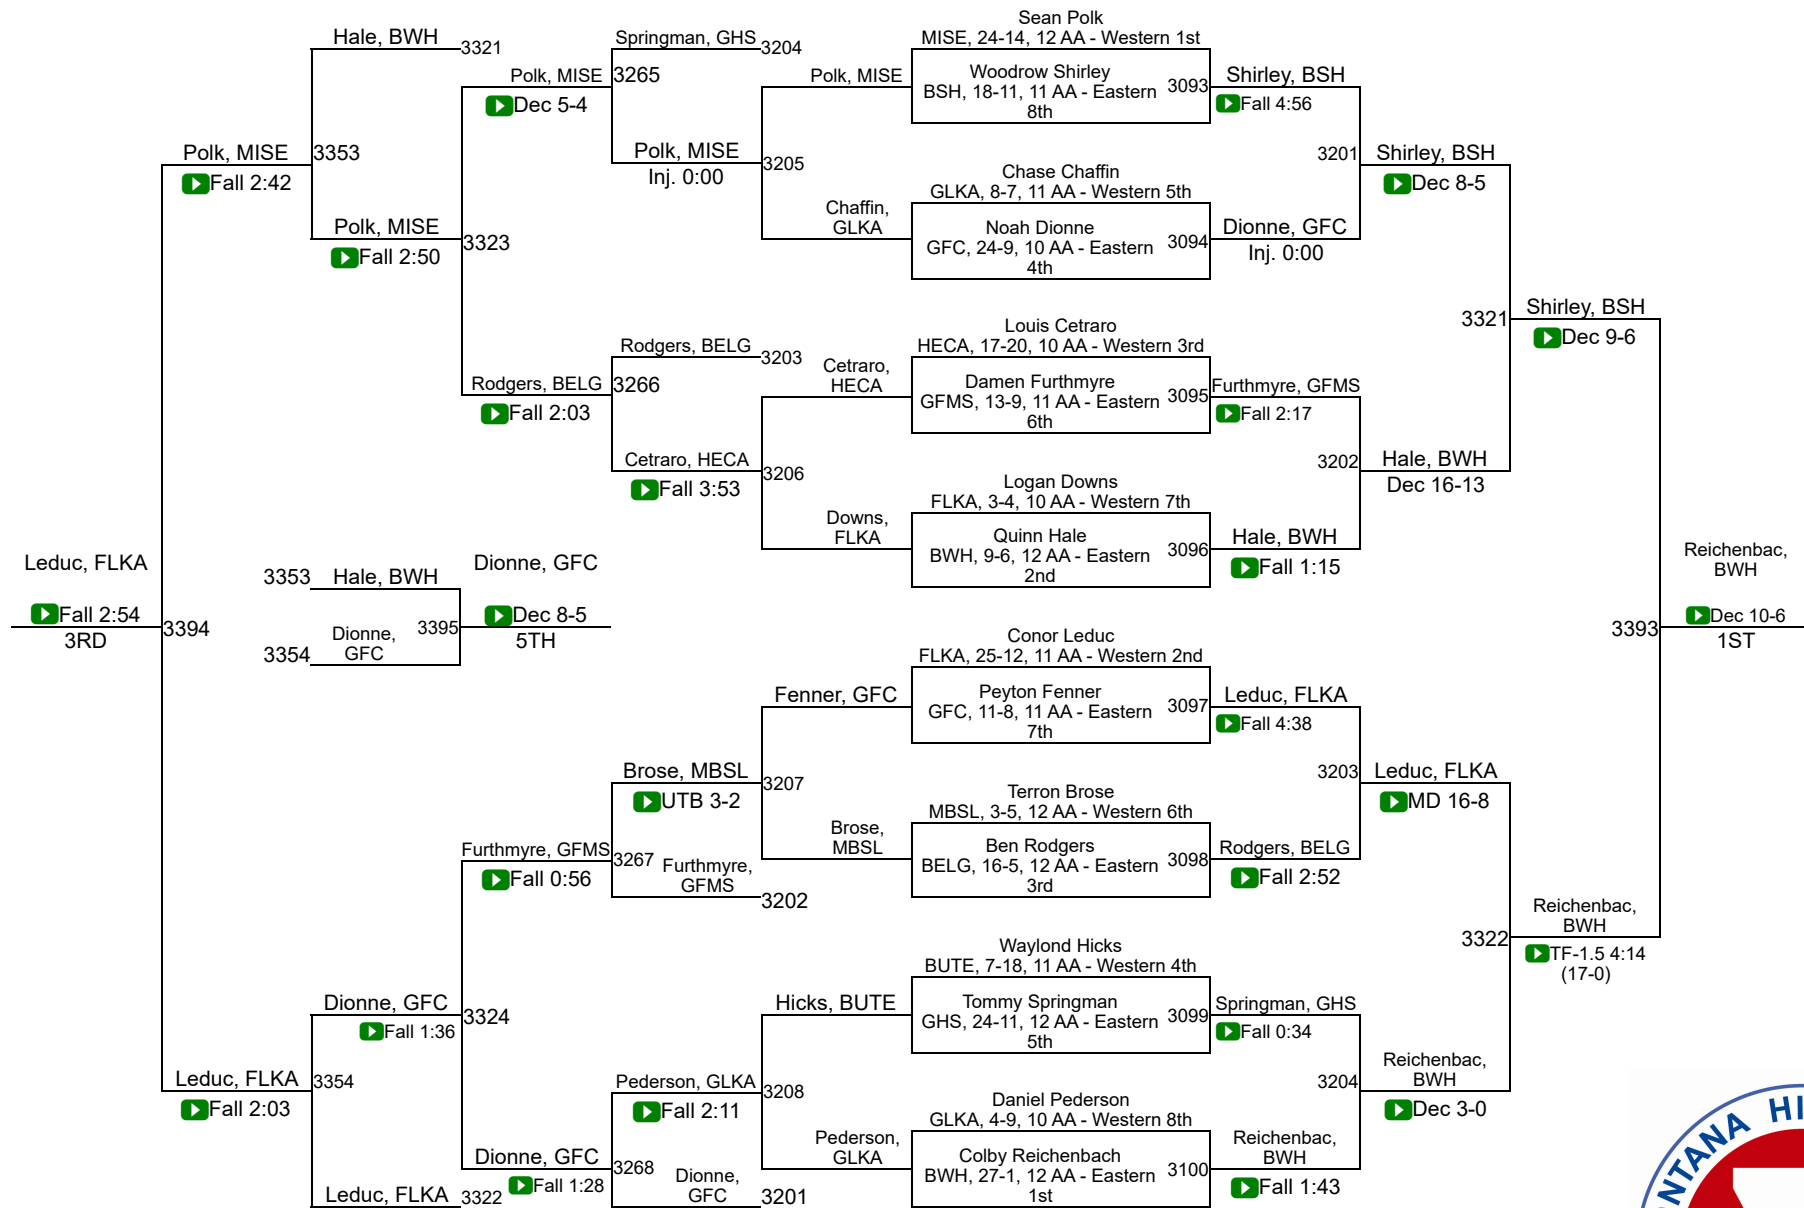 Sean Polk
Hale, BWH
3321
Springman, GHS
3204
MISE, 24-14, 12 AA - Western 1st
Polk, MISE
3265
Polk, MISE
Woodrow Shirley
BSH, 18-11, 11 AA - Eastern
8th
3093
Shirley, BSH
Dec 5-4
Fall 4:56
Polk, MISE
3353
Polk, MISE
Inj. 0:00
3205
3201
Shirley, BSH
Fall 2:42
Dec 8-5
Chase Chaffin
GLKA, 8-7, 11 AA - Western 5th
Polk, MISE
Fall 2:50
3323
Chaffin,
GLKA
Noah Dionne
GFC, 24-9, 10 AA - Eastern
4th
3094
Dionne, GFC
Inj. 0:00
3321
Shirley, BSH
Dec 9-6
Louis Cetraro
HECA, 17-20, 10 AA - Western 3rd
Rodgers, BELG
3203
Rodgers, BELG
3266
Fall 2:03
Cetraro,
HECA
Damen Furthmyre
GFMS, 13-9, 11 AA - Eastern
6th
3095
Furthmyre, GFMS
Fall 2:17
Cetraro, HECA
3206
Fall 3:53
3202
Hale, BWH
Dec 16-13
Logan Downs
FLKA, 3-4, 10 AA - Western 7th
Downs,
FLKA
Quinn Hale
BWH, 9-6, 12 AA - Eastern
2nd
3096
Hale, BWH
Fall 1:15
Leduc, FLKA
Fall 2:54
3RD
3394
3353
Hale, BWH
Dionne,
GFC
3354
3395
Dionne, GFC
Dec 8-5
5TH
Reichenbac,
BWH
3393
Dec 10-6
1ST
Conor Leduc
FLKA, 25-12, 11 AA - Western 2nd
Fenner, GFC
Peyton Fenner
GFC, 11-8, 11 AA - Eastern
7th
3097
Leduc, FLKA
Fall 4:38
Brose, MBSL
3207
UTB 3-2
3203
Leduc, FLKA
MD 16-8
Terron Brose
MBSL, 3-5, 12 AA - Western 6th
Brose,
MBSL
Ben Rodgers
BELG, 16-5, 12 AA - Eastern
3rd
3098
Rodgers, BELG
Fall 2:52
Furthmyre, GFMS
3267
Fall 0:56
Furthmyre,
GFMS
3202
3322
Reichenbac,
BWH
TF-1.5 4:14
(17-0)
Waylond Hicks
BUTE, 7-18, 11 AA - Western 4th
Dionne, GFC
3324
Fall 1:36
Hicks, BUTE
Tommy Springman
GHS, 24-11, 12 AA - Eastern
5th
3099
Springman, GHS
Fall 0:34
Leduc, FLKA
3354
Fall 2:03
Pederson, GLKA
3208
Fall 2:11
3204
Reichenbac,
BWH
Dec 3-0
Daniel Pederson
GLKA, 4-9, 10 AA - Western 8th
Pederson,
GLKA
Colby Reichenbach
BWH, 27-1, 12 AA - Eastern
1st
3100
Reichenbac,
BWH
Fall 1:43
Dionne, GFC
3268
Fall 1:28
Dionne,
GFC
3201
Leduc, FLKA
3322
NTANA HI